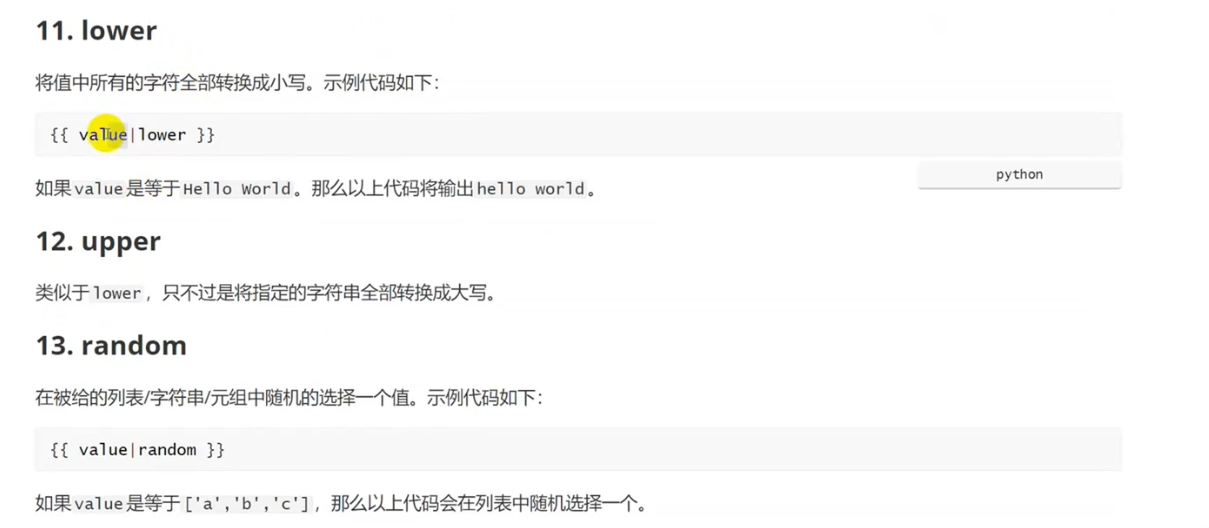 11. lower
将值中所有的字符全部转换成小写。示例代码如下：
{{ value|lower }}
python
如果value是等于Hello World。那么以上代码将输出hello world。
12. upper
类似于lower，只不过是将指定的字符串全部转换成大写。
13. random
在被给的列表/字符串/元组中随机的选择一个值。示例代码如下：
{{ value|random }}
如果value是等于['a','b','c']，那么以上代码会在列表中随机选择一个。